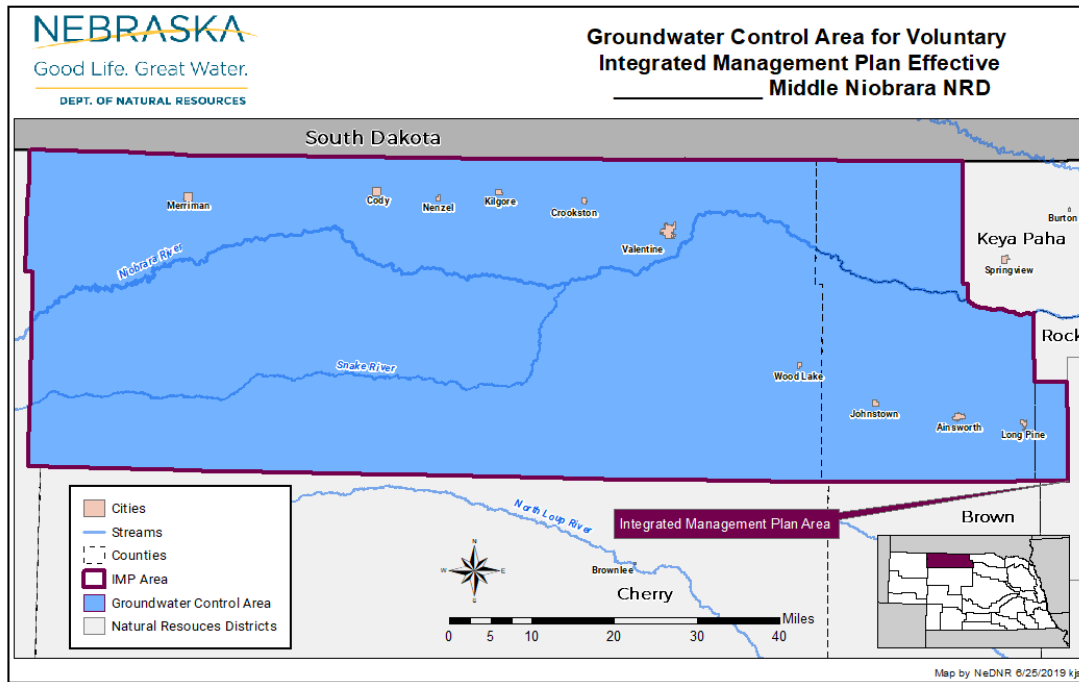 NEBRASKA
Good Life. Great Water.
DEPT. OF NATURAL RESOURCES
Groundwater Control Area for Voluntary
Integrated Management Plan Effective
____________ Middle Niobrara NRD
South Dakota
Merriman
Cody
Nenzel
Kilgore
Crookston
Valentine
Burton
Keya Paha
Springview
Niobrara River
Rock
Snake River
Wood Lake
Johnstown
Ainsworth
Long Pine
Cities
Streams
Counties
IMP Area
Groundwater Control Area
Natural Resouces Districts
North Loup River
Integrated Management Plan Area
Brown
N
W E
S
Brownlee
Cherry
Miles
0 5 10 20 30 40
Map by NeDNR 6/25/2019 kjs